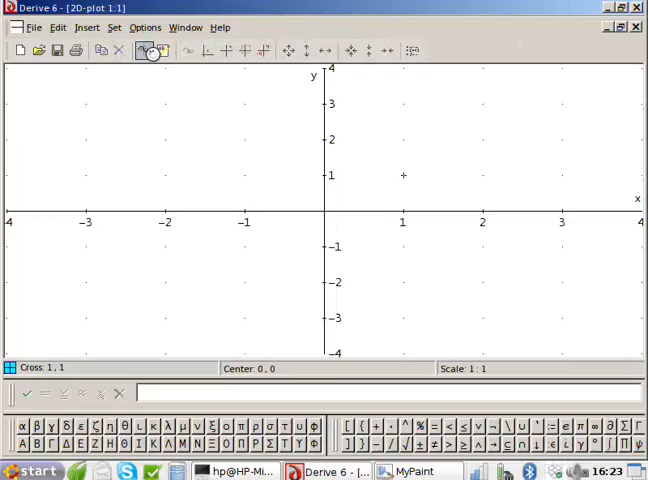 Derive 6 - [2D-plot 1:1]
File Edit Insert Set Options Window Help
y
4
3
2
1
x
-4 -3 -2 -1 1 2 3 4
-1
-2
-3
-4
Cross: 1, 1 Center: 0, 0 Scale: 1 : 1
α β γ δ ε ζ η θ ι κ λ μ ν ξ ο π ρ σ τ υ φ [ { + · ^ % = < ≤ ∨ ¬ \ ∪ ' := e π ∞ ∂ ∑ Γ
Α Β Γ Δ Ε Ζ Η Θ Ι Κ Λ Μ Ν Ξ Ο Π Ρ Σ Τ Υ Φ ] } − / √ ± ≠ > ≥ ∧ → ⊆ ∩ ↓ ∈ i γ ° ∫ ∏ ψ
start hp@HP-Mi... Derive 6 - [... MyPaint 16:23